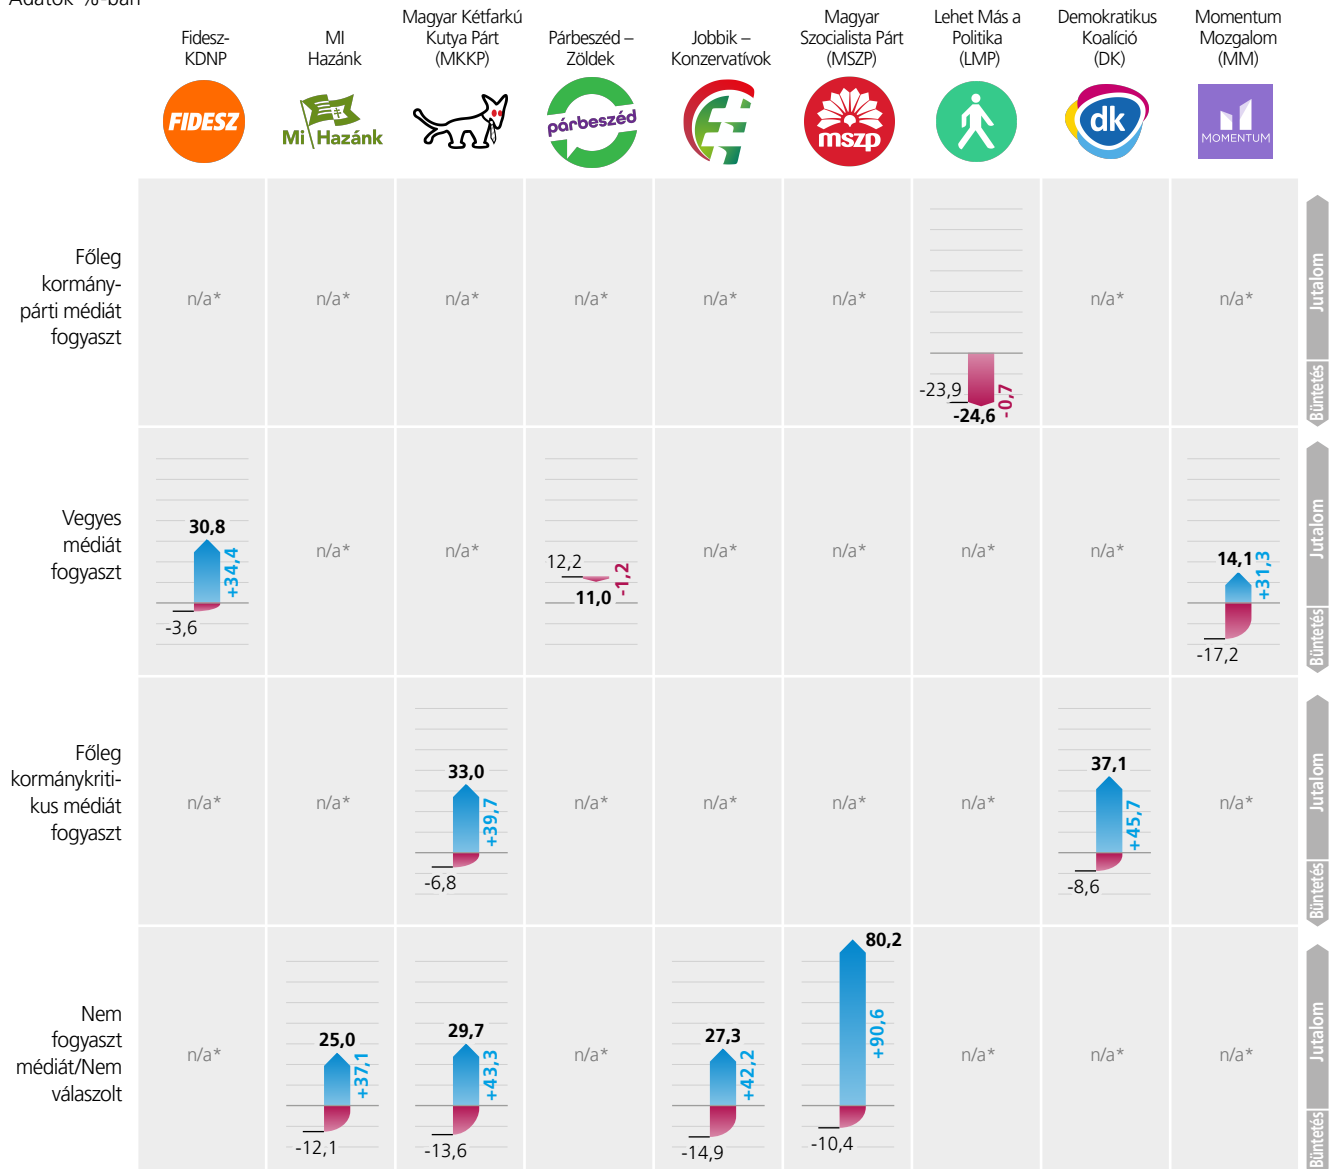 Adatok %-ban
Fidesz-
KDNP
MI
Hazánk
Magyar Kétfarkú
Kutya Párt
(MKKP)
Párbeszéd –
Zöldek
Jobbik –
Konzervatívok
Magyar
Szocialista Párt
(MSZP)
Lehet Más a
Politika
(LMP)
Demokratikus
Koalíció
(DK)
Momentum
Mozgalom
(MM)
FIDESZ
Mi Hazánk
párbeszéd
mszp
dk
MOMENTUM
Főleg
kormány-
párti médiát
fogyaszt
n/a*
n/a*
n/a*
n/a*
n/a*
n/a*
-23,9
-24,6
-0,7
n/a*
n/a*
Jutalom
Büntetés
Vegyes
médiát
fogyaszt
30,8
+34,4
-3,6
n/a*
n/a*
12,2
11,0
-1,2
n/a*
n/a*
n/a*
n/a*
14,1
+31,3
-17,2
Jutalom
Büntetés
Főleg
kormánykriti-
kus médiát
fogyaszt
n/a*
n/a*
33,0
+39,7
-6,8
n/a*
n/a*
n/a*
n/a*
37,1
+45,7
-8,6
n/a*
Jutalom
Büntetés
Nem
fogyaszt
médiát/Nem
válaszolt
n/a*
25,0
+37,1
-12,1
29,7
+43,3
-13,6
n/a*
27,3
+42,2
-14,9
80,2
+90,6
-10,4
n/a*
n/a*
n/a*
Jutalom
Büntetés